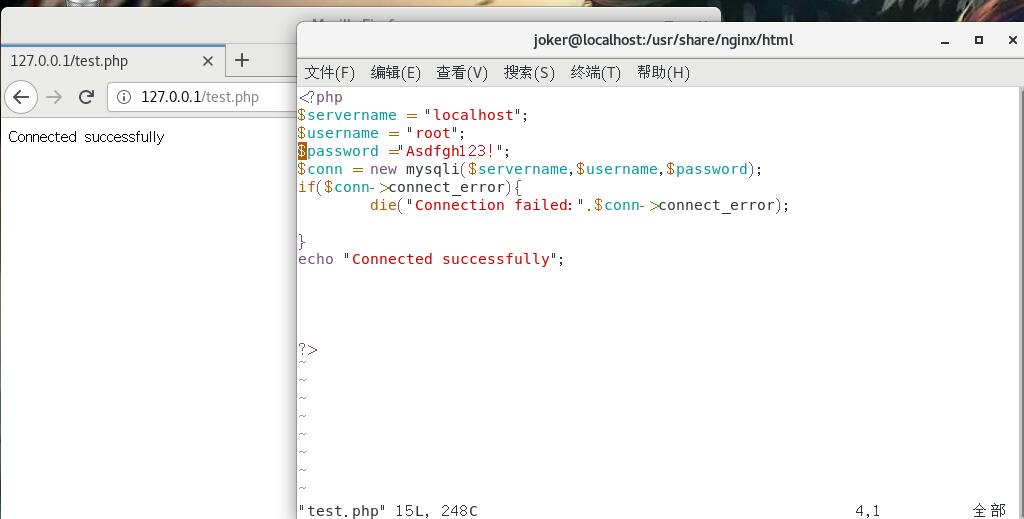 127.0.0.1/test.php
127.0.0.1/test.php
Connected successfully
joker@localhost:/usr/share/nginx/html
文件(F) 编辑(E) 查看(V) 搜索(S) 终端(T) 帮助(H)
<?php
$servername = "localhost";
$username = "root";
$password ="Asdfgh123!";
$conn = new mysqli($servername,$username,$password);
if($conn->connect_error){
die("Connection failed:".$conn->connect_error);
}
echo "Connected successfully";
?>
~
~
~
~
~
~
~
~
"test.php" 15L, 248C 4,1 全部